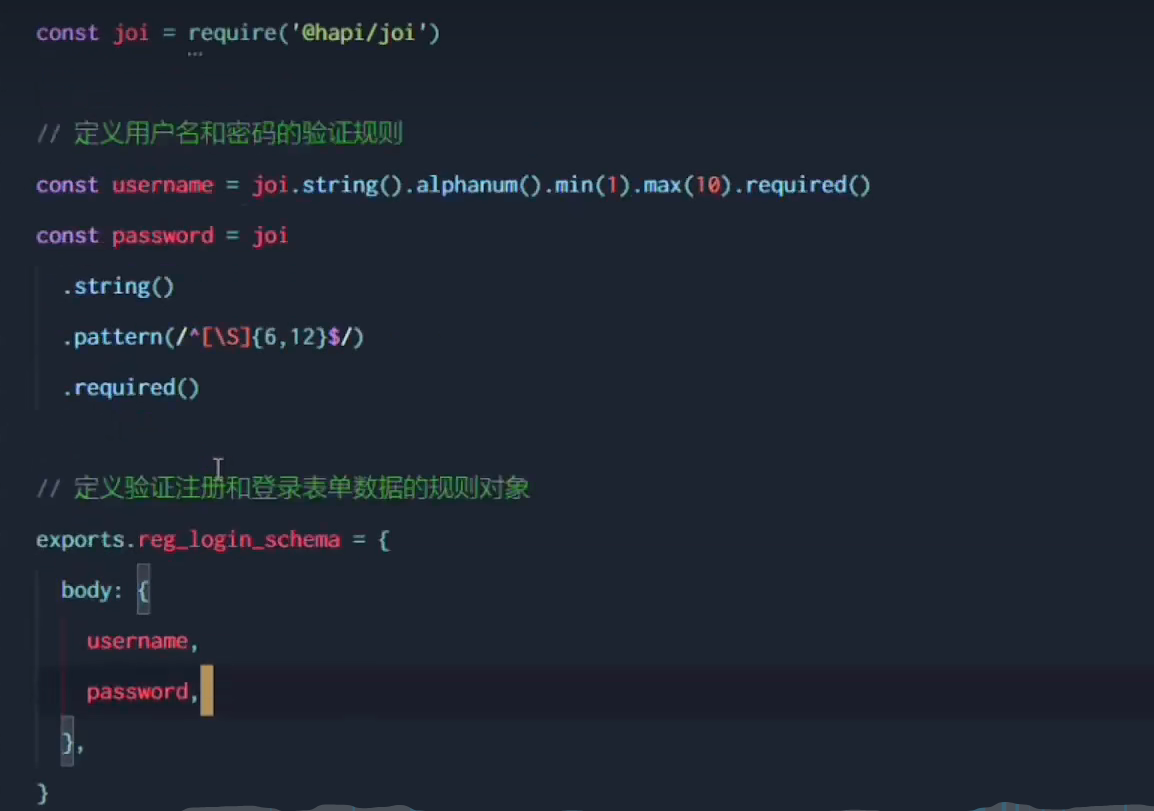 const joi = require('@hapi/joi')
// 定义用户名和密码的验证规则
const username = joi.string().alphanum().min(1).max(10).required()
const password = joi
.string()
.pattern(/^[\S]{6,12}$/)
.required()
// 定义验证注册和登录表单数据的规则对象
exports.reg_login_schema = {
body: {
username,
password,
},
}